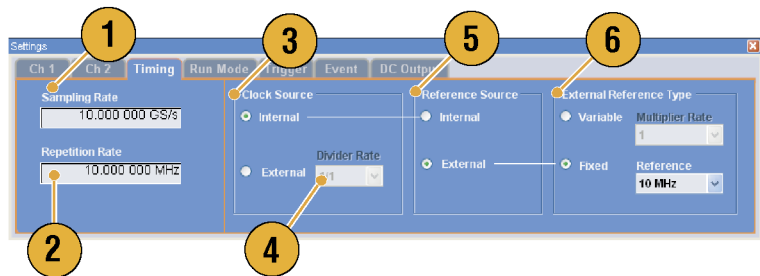 1 3 5 6
Settings
Ch 1 Ch 2 Timing Run Mode Trigger Event DC Output
Sampling Rate
10.000 000 GS/s
Repetition Rate
10.000 000 MHz
Clock Source
Internal
External
Divider Rate
1/1
Reference Source
Internal
External
External Reference Type
Variable
Multiplier Rate
1
Fixed
Reference
10 MHz
2 4